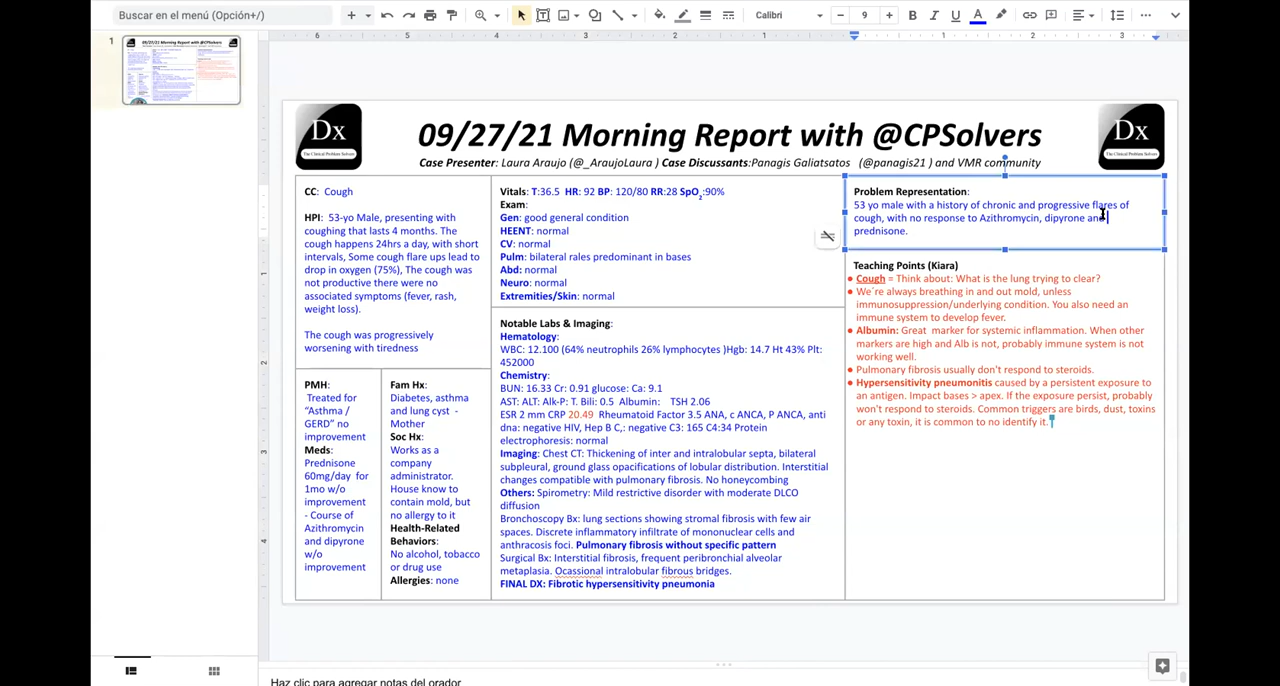 Buscar en el menú (Opción+/)
Calibri
9
6 5 4 3 2 1 1 2 3
1
09/27/21 Morning Report with @CPSolvers
Case Presenter: Laura Araujo (@_AraujoLaura ) Case Discussants:Panagis Galiatsatos (@panagis21 ) and VMR community
Dx
The Clinical Problem Solvers
Dx
The Clinical Problem Solvers
CC: Cough
HPI: 53-yo Male, presenting with
coughing that lasts 4 months. The
cough happens 24hrs a day, with short
intervals, Some cough flare ups lead to
drop in oxygen (75%), The cough was
not productive there were no
associated symptoms (fever, rash,
weight loss).
The cough was progressively
worsening with tiredness
PMH:
Treated for
"Asthma /
GERD" no
improvement
Meds:
Prednisone
60mg/day for
1mo w/o
improvement
- Course of
Azithromycin
and dipyrone
w/o
improvement
Fam Hx:
Diabetes, asthma
and lung cyst -
Mother
Soc Hx:
Works as a
company
administrator.
House know to
contain mold, but
no allergy to it
Health-Related
Behaviors:
No alcohol, tobacco
or drug use
Allergies: none
Vitals: T:36.5 HR: 92 BP: 120/80 RR:28 SpO2:90%
Exam:
Gen: good general condition
HEENT: normal
CV: normal
Pulm: bilateral rales predominant in bases
Abd: normal
Neuro: normal
Extremities/Skin: normal
Notable Labs & Imaging:
Hematology:
WBC: 12.100 (64% neutrophils 26% lymphocytes )Hgb: 14.7 Ht 43% Plt:
452000
Chemistry:
BUN: 16.33 Cr: 0.91 glucose: Ca: 9.1
AST: ALT: Alk-P: T. Bili: 0.5 Albumin: TSH 2.06
ESR 2 mm CRP 20.49 Rheumatoid Factor 3.5 ANA, c ANCA, P ANCA, anti
dna: negative HIV, Hep B C,: negative C3: 165 C4:34 Protein
electrophoresis: normal
Imaging: Chest CT: Thickening of inter and intralobular septa, bilateral
subpleural, ground glass opacifications of lobular distribution. Interstitial
changes compatible with pulmonary fibrosis. No honeycombing
Others: Spirometry: Mild restrictive disorder with moderate DLCO
diffusion
Bronchoscopy Bx: lung sections showing stromal fibrosis with few air
spaces. Discrete inflammatory infiltrate of mononuclear cells and
anthracosis foci. Pulmonary fibrosis without specific pattern
Surgical Bx: Interstitial fibrosis, frequent peribronchial alveolar
metaplasia. Ocassional intralobular fibrous bridges.
FINAL DX: Fibrotic hypersensitivity pneumonia
Problem Representation:
53 yo male with a history of chronic and progressive flares of
cough, with no response to Azithromycin, dipyrone and
prednisone.
Teaching Points (Kiara)
● Cough = Think about: What is the lung trying to clear?
● We´re always breathing in and out mold, unless
immunosuppression/underlying condition. You also need an
immune system to develop fever.
● Albumin: Great marker for systemic inflammation. When other
markers are high and Alb is not, probably immune system is not
working well.
● Pulmonary fibrosis usually don't respond to steroids.
● Hypersensitivity pneumonitis caused by a persistent exposure to
an antigen. Impact bases > apex. If the exposure persist, probably
won't respond to steroids. Common triggers are birds, dust, toxins
or any toxin, it is common to no identify it.
1 2 3 4
Haz clic para agregar notas del orador